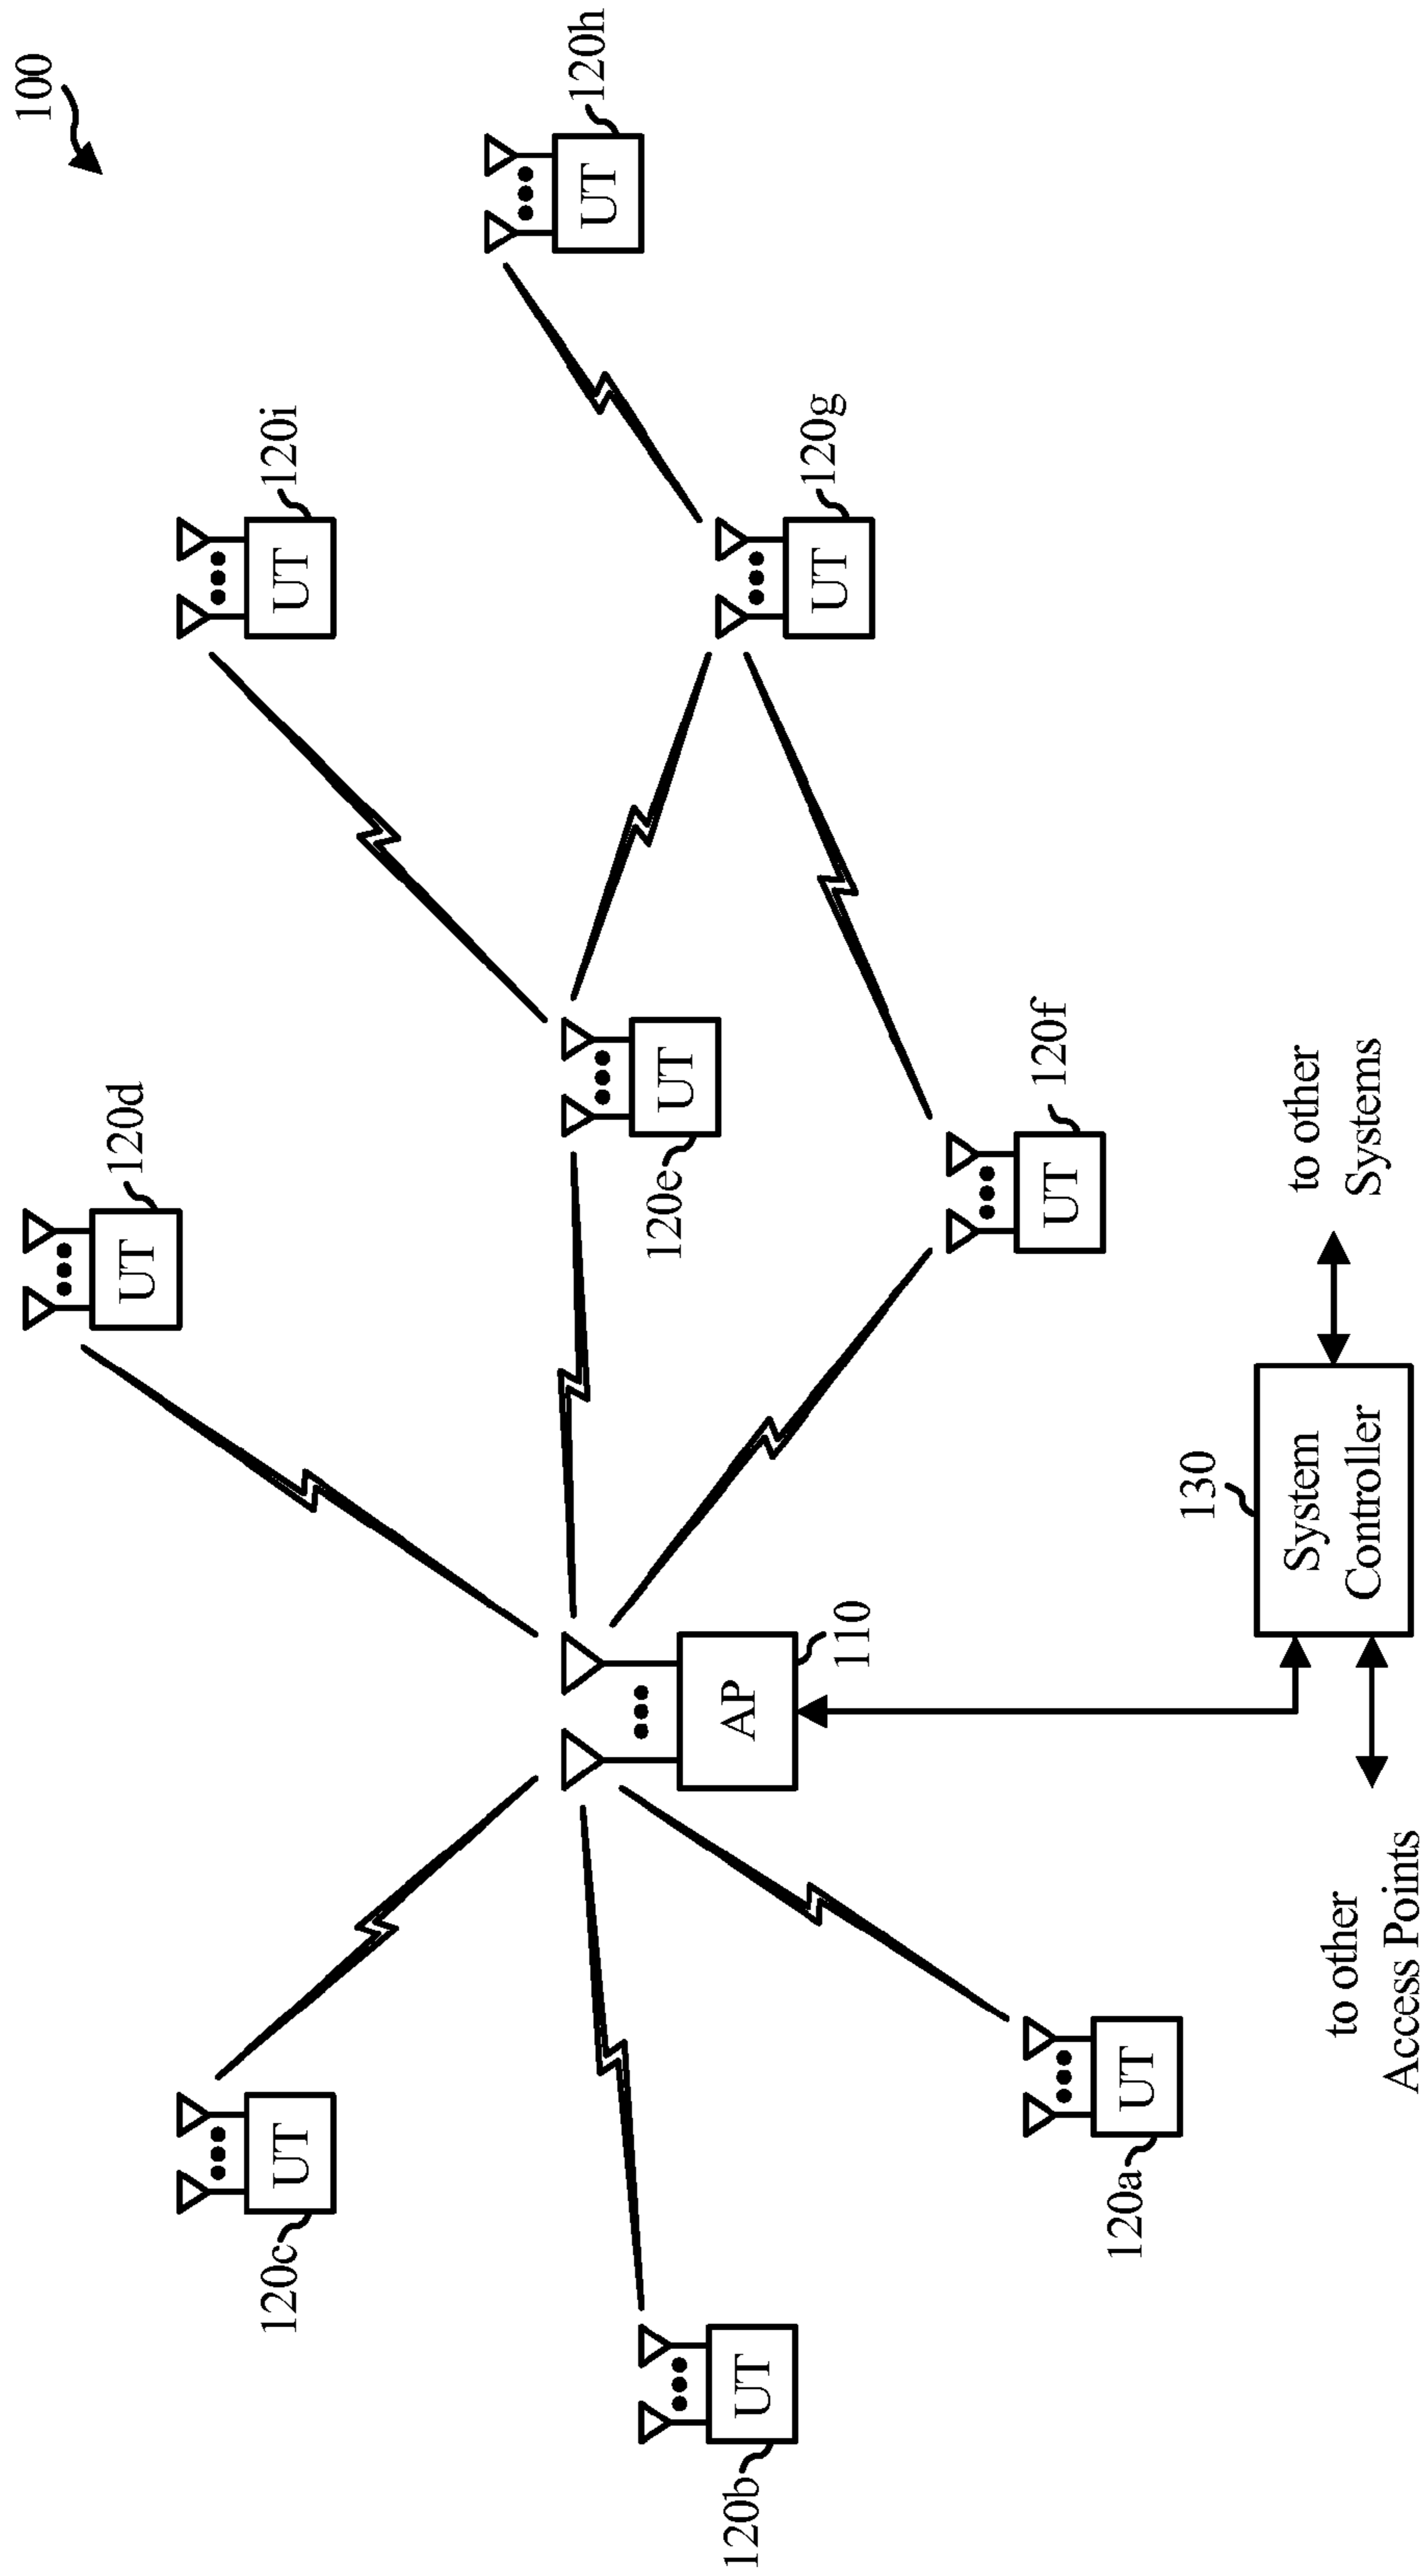 100
120d
UT
120i
UT
120c
UT
120h
UT
120e
UT
120g
UT
120b
UT
AP
110
120f
UT
120a
UT
130
System
Controller
to other
Systems
to other
Access Points